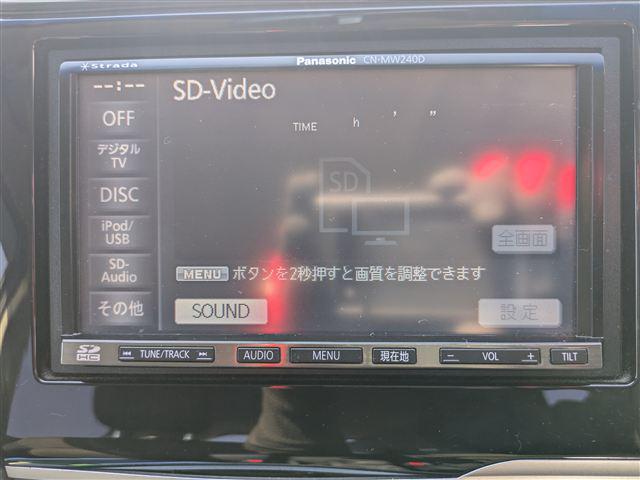 Strada Panasonic CN-MW240D
--:-- SD-Video
OFF
TIME h ' "
デジタル
TV
SD
DISC
iPod/
USB
全画面
SD-
Audio
MENU ボタンを2秒押すと画質を調整できます
その他 SOUND 設定
SD HC TUNE/TRACK AUDIO MENU 現在地 − VOL + TILT